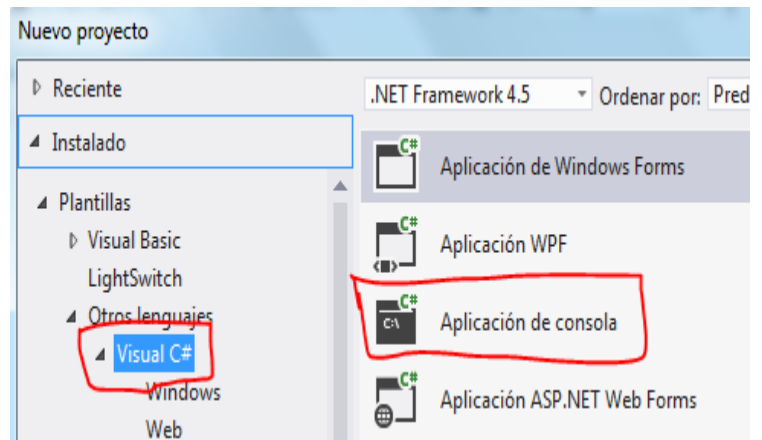 Nuevo proyecto
Reciente
Instalado
Plantillas
Visual Basic
LightSwitch
Otros lenguajes
Visual C#
Windows
Web
.NET Framework 4.5
Ordenar por: Pred
C#
Aplicación de Windows Forms
C#
Aplicación WPF
C#
C:\
Aplicación de consola
C#
Aplicación ASP.NET Web Forms